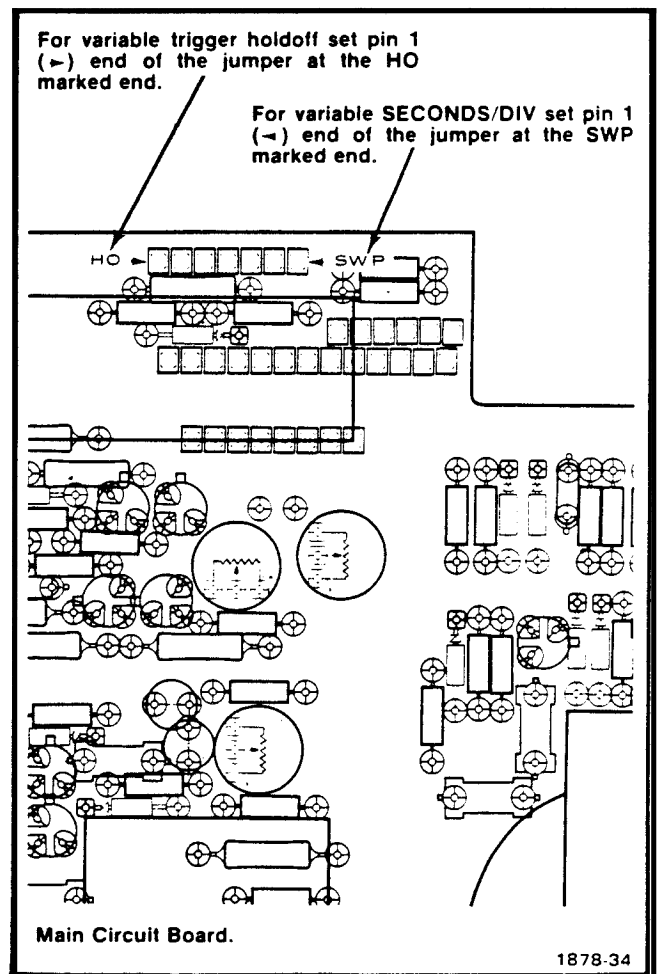 For variable trigger holdoff set pin 1
(►) end of the jumper at the HO
marked end.
For variable SECONDS/DIV set pin 1
(◄) end of the jumper at the SWP
marked end.
HO ► ◄ SWP
Main Circuit Board.
1878-34